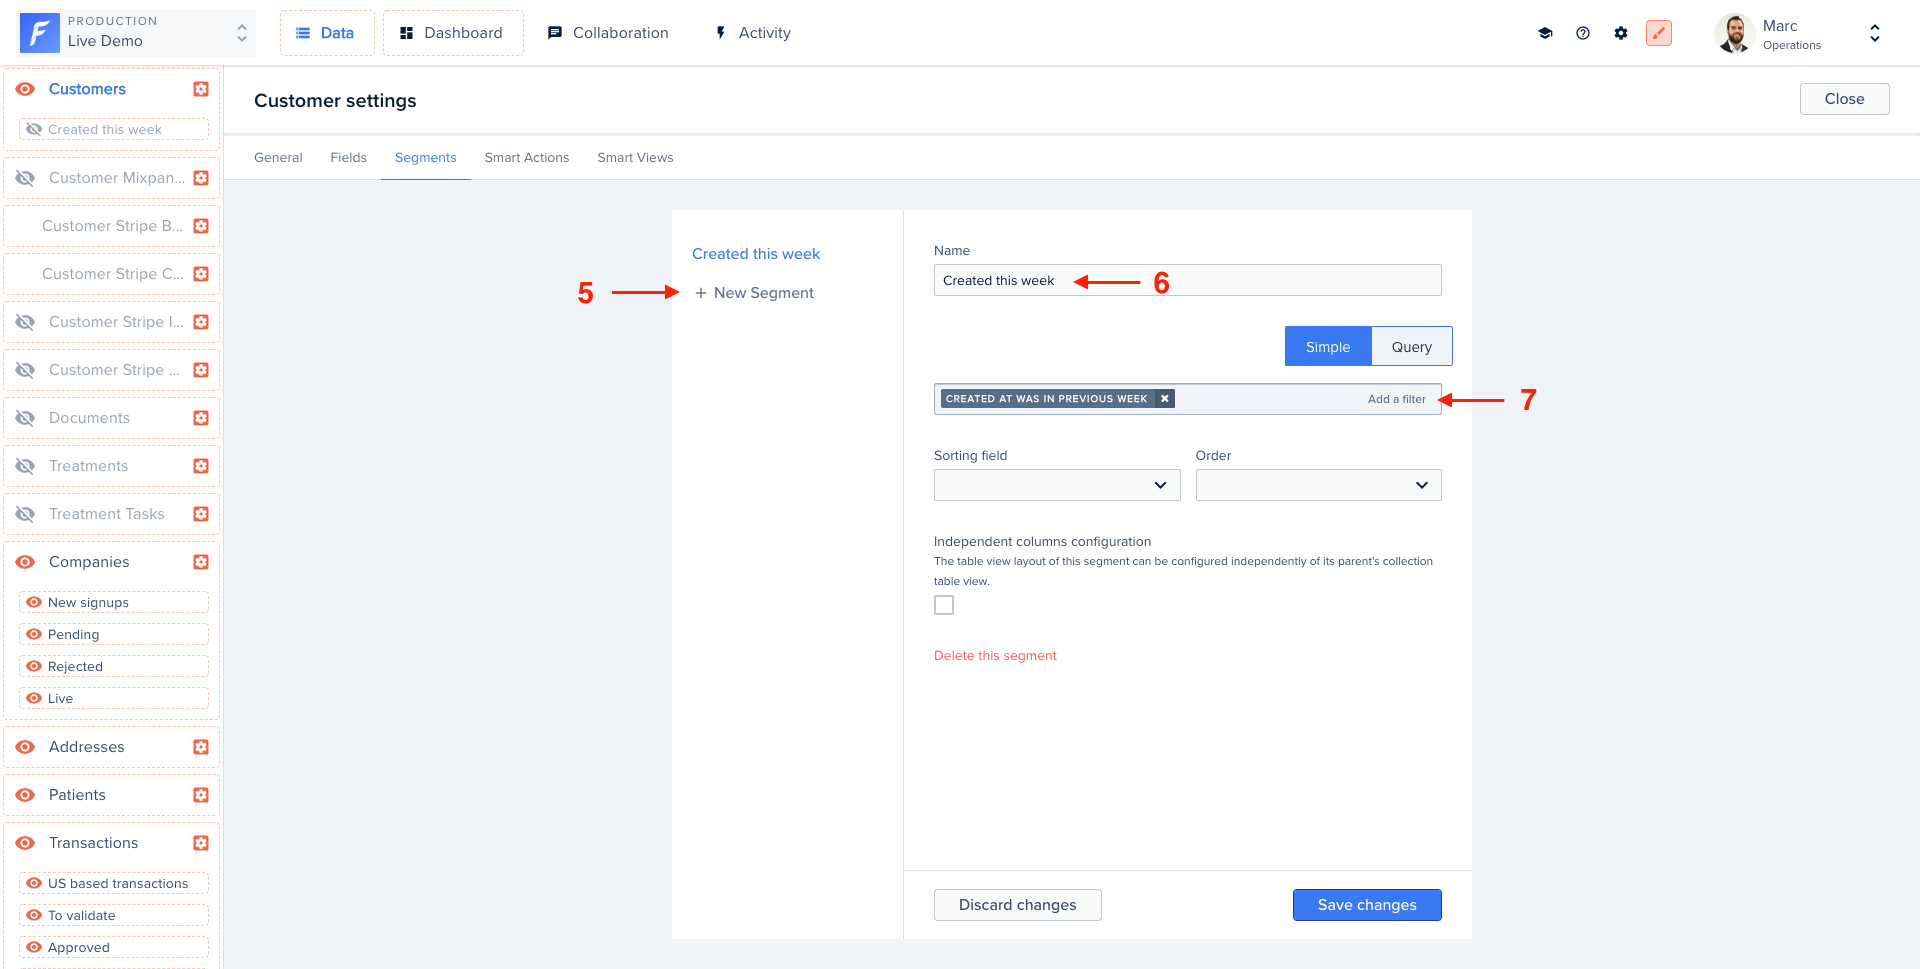 PRODUCTION
Live Demo
Data
Dashboard
Collaboration
Activity
Marc
Operations
Customers
Created this week
Customer Mixpan...
Customer Stripe B...
Customer Stripe C...
Customer Stripe I...
Customer Stripe ...
Documents
Treatments
Treatment Tasks
Companies
New signups
Pending
Rejected
Live
Addresses
Patients
Transactions
US based transactions
To validate
Approved
Customer settings
Close
General
Fields
Segments
Smart Actions
Smart Views
Created this week
5
+ New Segment
Name
Created this week
6
Simple
Query
CREATED AT WAS IN PREVIOUS WEEK
Add a filter
7
Sorting field
Order
Independent columns configuration
The table view layout of this segment can be configured independently of its parent's collection
table view.
Delete this segment
Discard changes
Save changes